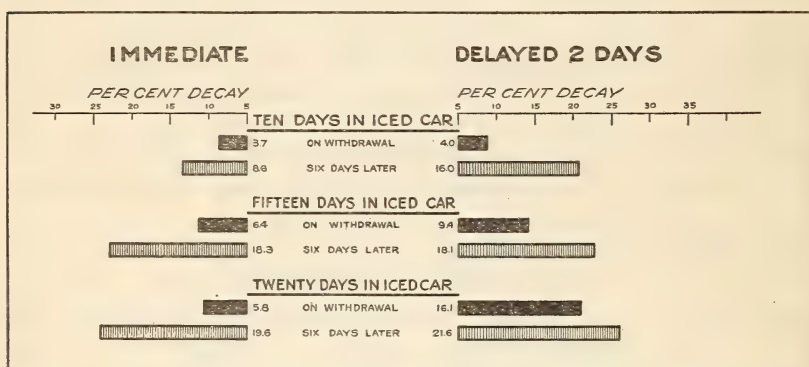 IMMEDIATE DELAYED 2 DAYS
PER CENT DECAY PER CENT DECAY
30 25 20 15 10 5 5 10 15 20 25 30 35
TEN DAYS IN ICED CAR
3.7 ON WITHDRAWAL 4.0
8.6 SIX DAYS LATER 16.0
FIFTEEN DAYS IN ICED CAR
6.4 ON WITHDRAWAL 9.4
18.3 SIX DAYS LATER 18.1
TWENTY DAYS IN ICED CAR
5.8 ON WITHDRAWAL 16.1
19.6 SIX DAYS LATER 21.6